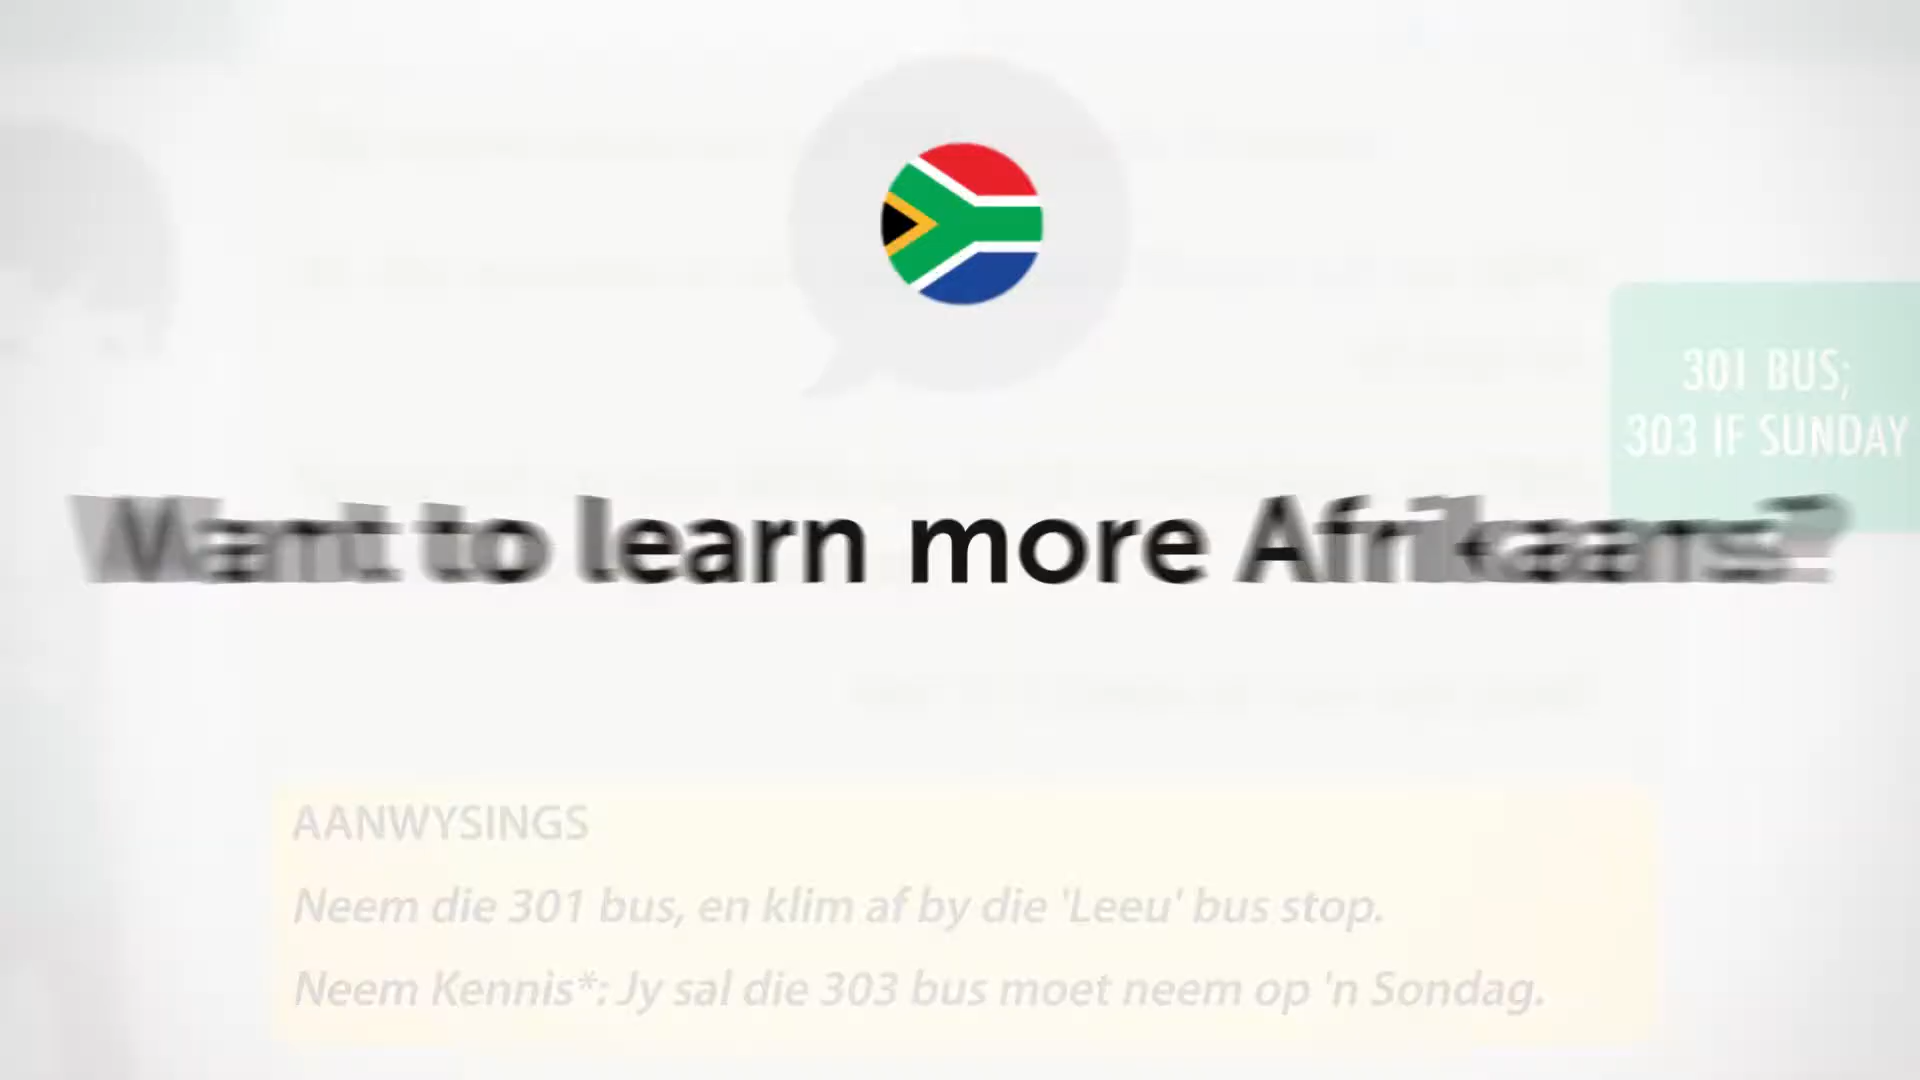 301 BUS;
303 IF SUNDAY
Want to learn more Afrikaans?
AANWYSINGS
Neem die 301 bus, en klim af by die 'Leeu' bus stop.
Neem Kennis*: Jy sal die 303 bus moet neem op 'n Sondag.